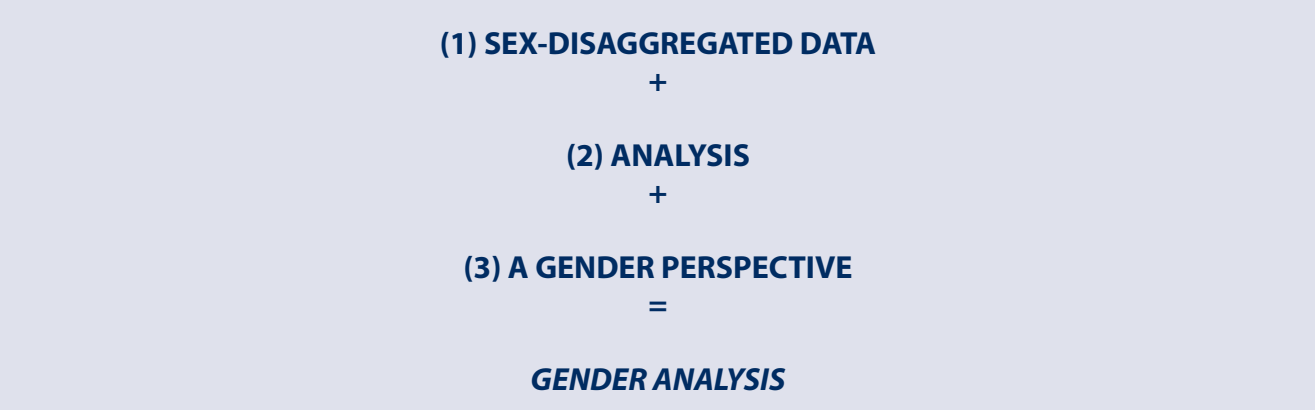 (1) SEX-DISAGGREGATED DATA
+
(2) ANALYSIS
+
(3) A GENDER PERSPECTIVE
=
GENDER ANALYSIS